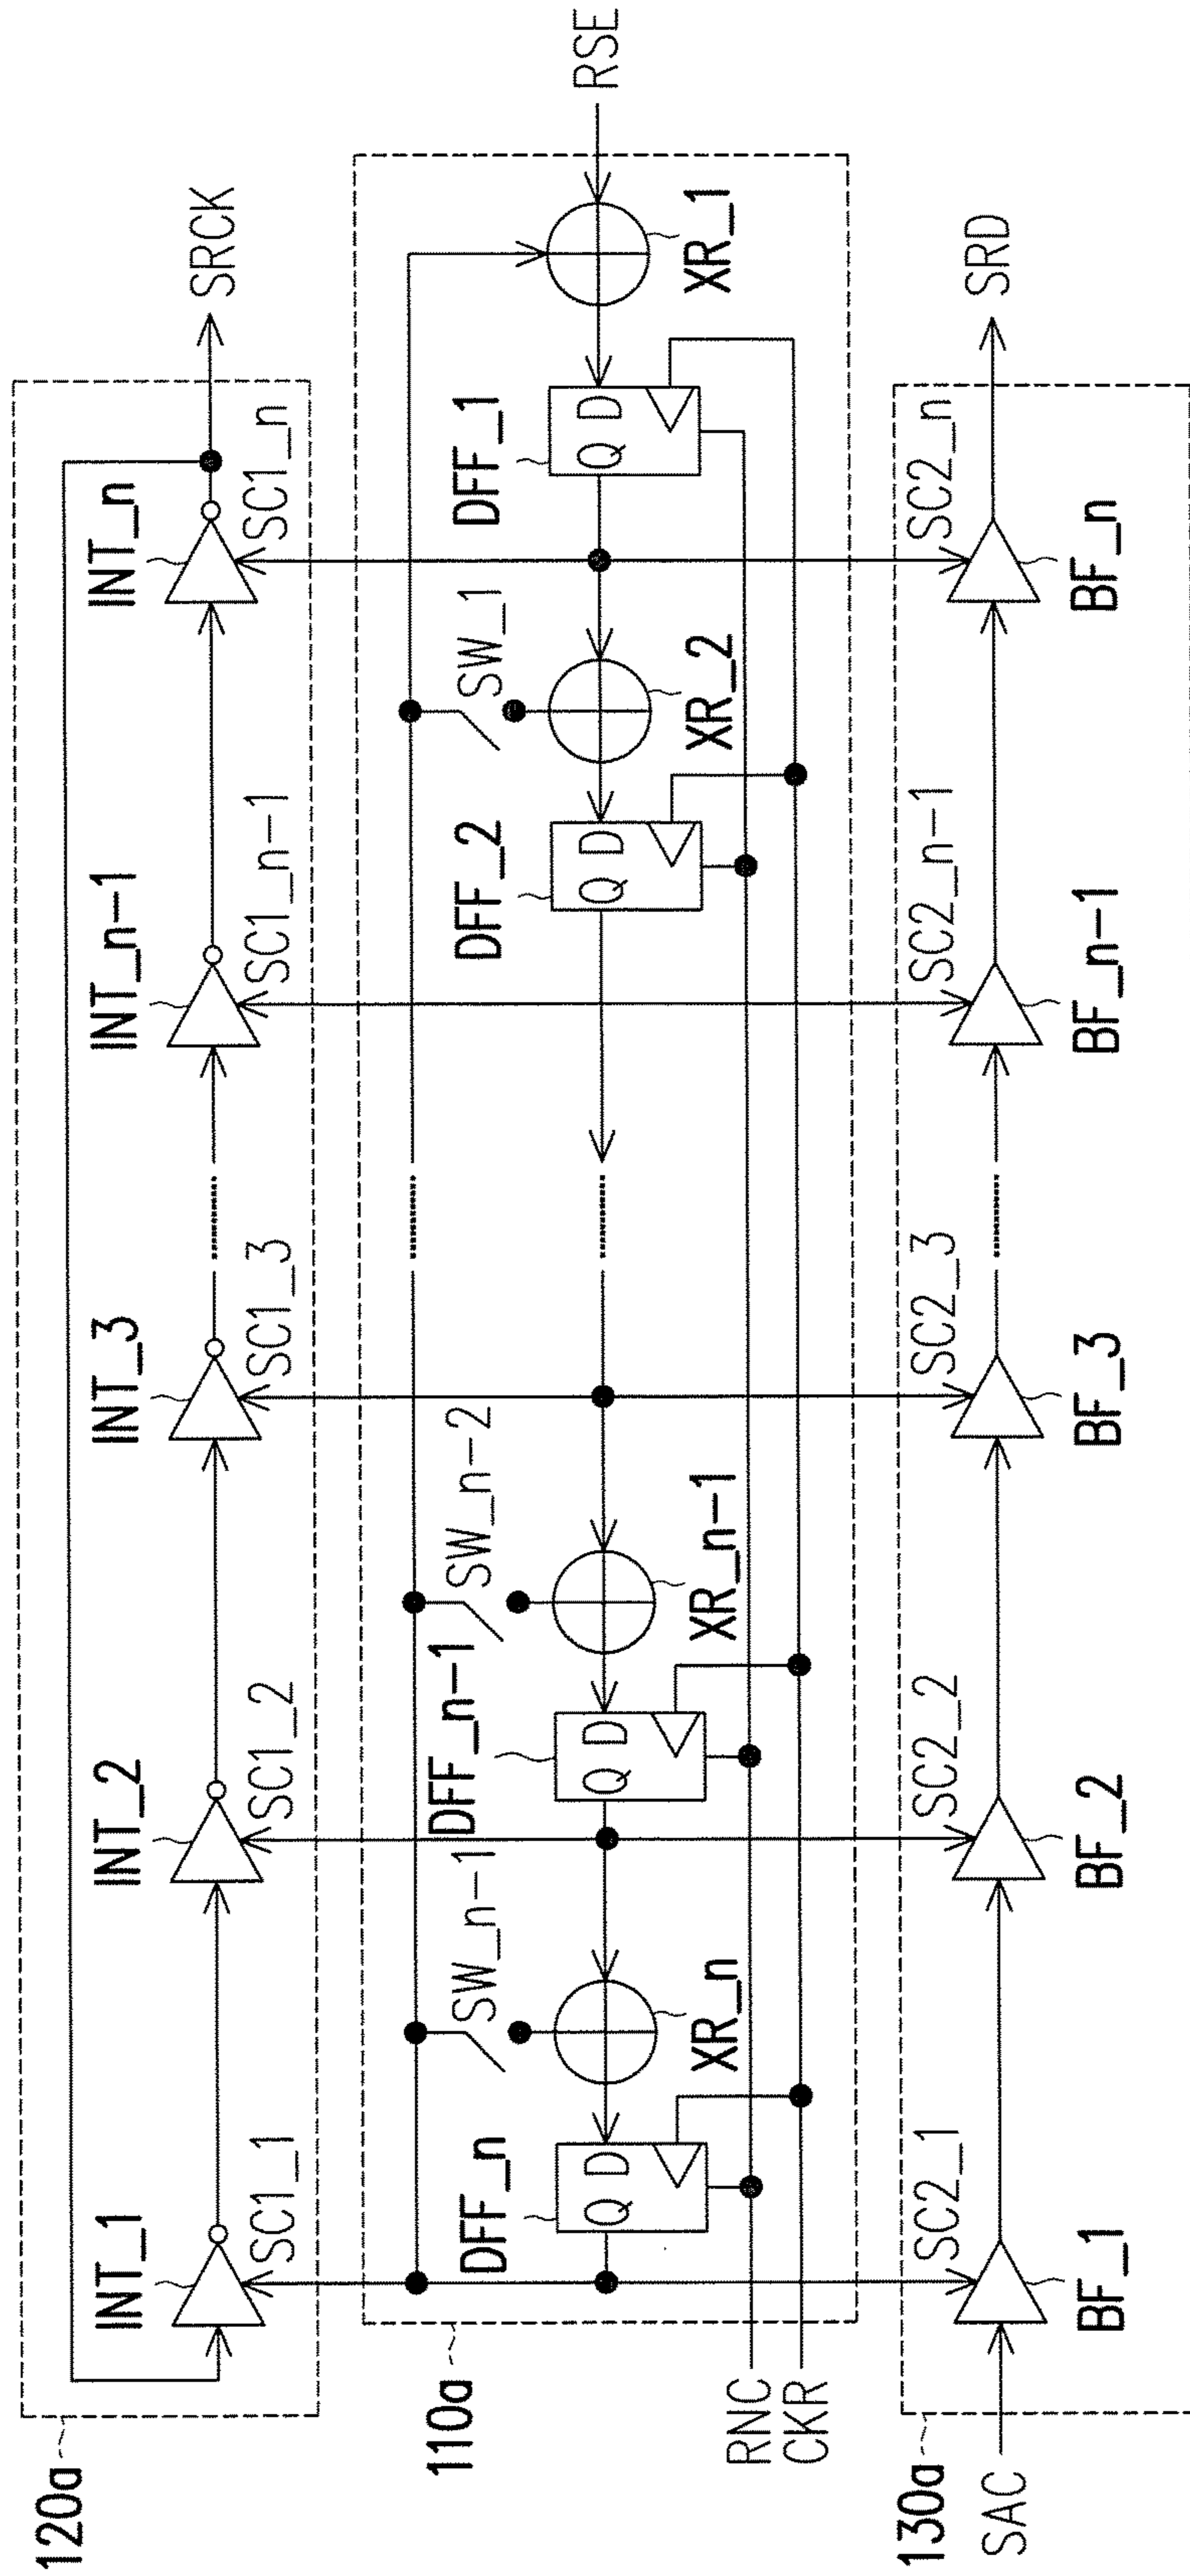 120a
INT_1
INT_2
INT_3
INT_n-1
INT_n
SRCK
SC1_1
SC1_2
SC1_3
SC1_n-1
SC1_n
110a
DFF_n
SW_n-1
DFF_n-1
SW_n-2
DFF_2
SW_1
DFF_1
RSE
Q D
Q D
Q D
Q D
XR_n
XR_n-1
XR_2
XR_1
RNC
CKR
130a
SC2_1
SC2_2
SC2_3
SC2_n-1
SC2_n
SRD
SAC
BF_1
BF_2
BF_3
BF_n-1
BF_n